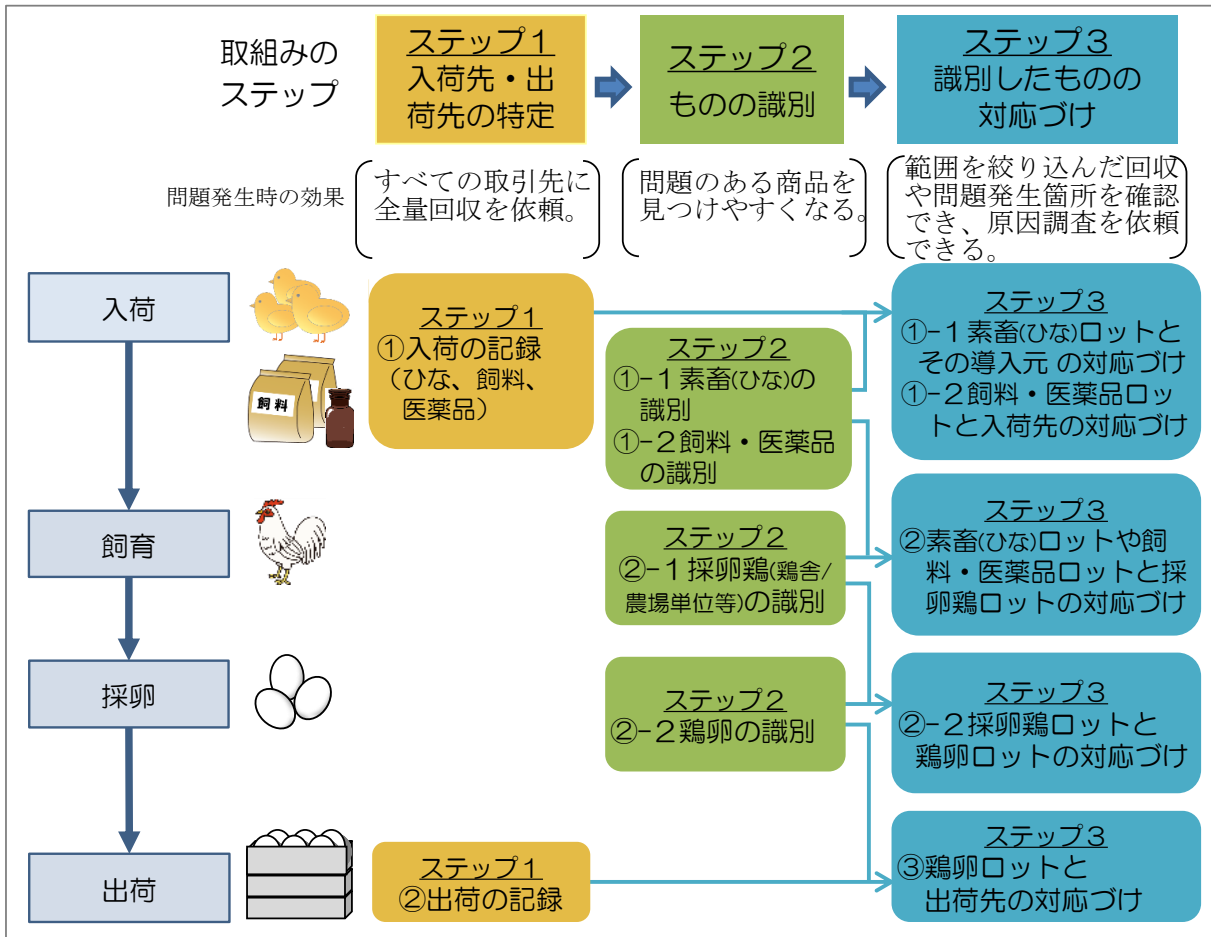 取組みの
ステップ
ステップ１
入荷先・出
荷先の特定
ステップ２
ものの識別
ステップ３
識別したものの
対応づけ
問題発生時の効果
すべての取引先に
全量回収を依頼。
問題のある商品を
見つけやすくなる。
範囲を絞り込んだ回収
や問題発生箇所を確認
でき、原因調査を依頼
できる。
入荷
飼料
ステップ１
①入荷の記録
（ひな、飼料、
医薬品）
ステップ２
①-１素畜(ひな)の
識別
①-２飼料・医薬品
の識別
ステップ３
①-１素畜(ひな)ロットと
その導入元 の対応づけ
①-２飼料・医薬品ロッ
トと入荷先の対応づけ
飼育
ステップ２
②-１採卵鶏(鶏舎/
農場単位等)の識別
ステップ３
②素畜(ひな)ロットや飼
料・医薬品ロットと採
卵鶏ロットの対応づけ
採卵
ステップ２
②-２鶏卵の識別
ステップ３
②-２採卵鶏ロットと
鶏卵ロットの対応づけ
出荷
ステップ１
②出荷の記録
ステップ３
③鶏卵ロットと
出荷先の対応づけ